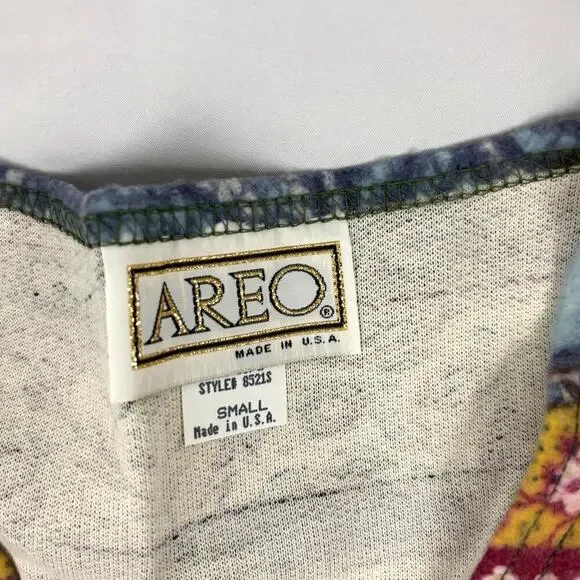 AREO®
MADE IN U.S.A.
STYLE# 8521S
SMALL
Made in U.S.A.